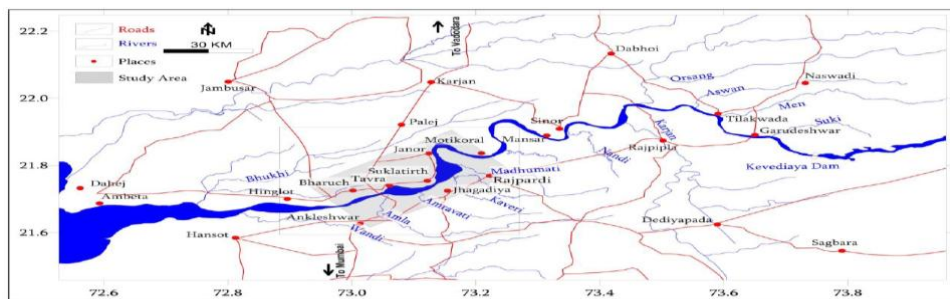 22.2
22.0
21.8
21.6
72.6
72.8
73.0
73.2
73.4
73.6
73.8
Roads
Rivers
Places
Study Area
N
30 KM
To Vadodara
To Mumbai
Dabhoi
Jambusar
Karjan
Orsang
Naswadi
Aswan
Palej
Sinor
Men
Tilakwada
Suki
Motikoral
Mansar
Karan
Garudeshwar
Janor
Nandi
Rajpipla
Bhukhi
Suklatirth
Madhumati
Kevediaya Dam
Dahej
Hinglot
Bharuch
Tavra
Rajpardi
Ambeta
Jhagadiya
Kaveri
Ankleshwar
Amla
Amravati
Dediyapada
Hansot
Wandi
Sagbara